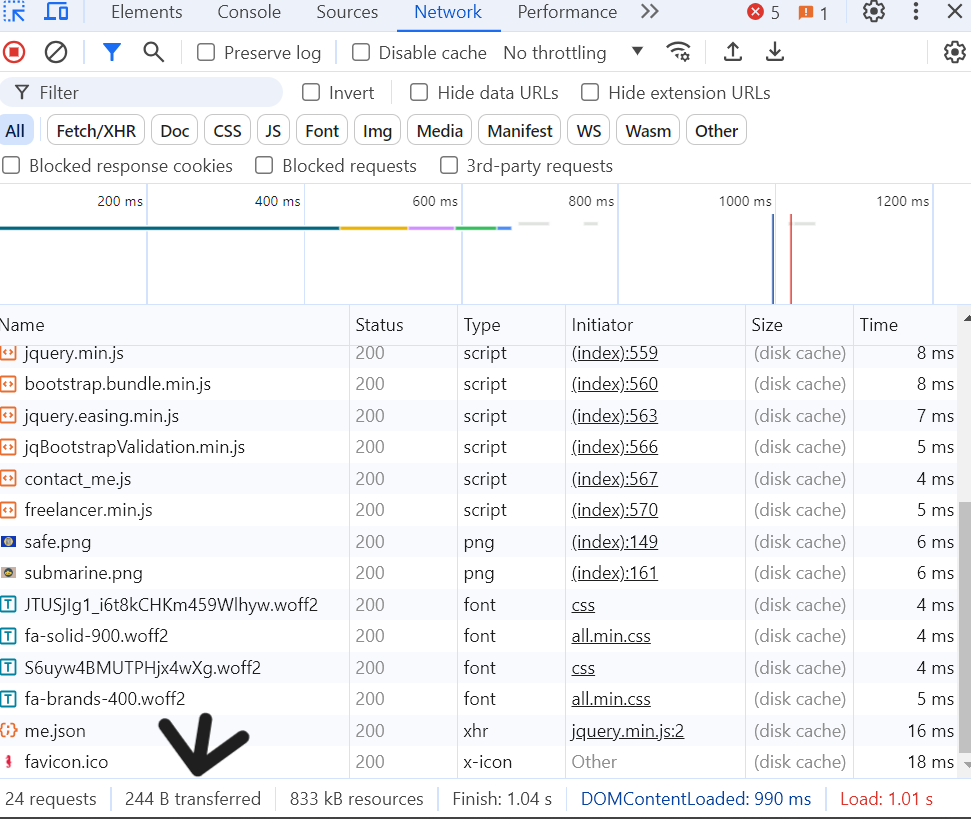 Elements Console Sources Network Performance 5 1
Preserve log Disable cache No throttling
Filter Invert Hide data URLs Hide extension URLs
All Fetch/XHR Doc CSS JS Font Img Media Manifest WS Wasm Other
Blocked response cookies Blocked requests 3rd-party requests
200 ms 400 ms 600 ms 800 ms 1000 ms 1200 ms
Name Status Type Initiator Size Time
jquery.min.js 200 script (index):559 (disk cache) 8 ms
bootstrap.bundle.min.js 200 script (index):560 (disk cache) 8 ms
jquery.easing.min.js 200 script (index):563 (disk cache) 7 ms
jqBootstrapValidation.min.js 200 script (index):566 (disk cache) 5 ms
contact_me.js 200 script (index):567 (disk cache) 4 ms
freelancer.min.js 200 script (index):570 (disk cache) 5 ms
safe.png 200 png (index):149 (disk cache) 6 ms
submarine.png 200 png (index):161 (disk cache) 6 ms
JTUSjIg1_i6t8kCHKm459Wlhyw.woff2 200 font css (disk cache) 4 ms
fa-solid-900.woff2 200 font all.min.css (disk cache) 4 ms
S6uyw4BMUTPHjx4wXg.woff2 200 font css (disk cache) 4 ms
fa-brands-400.woff2 200 font all.min.css (disk cache) 5 ms
me.json 200 xhr jquery.min.js:2 (disk cache) 16 ms
favicon.ico 200 x-icon Other (disk cache) 18 ms
24 requests 244 B transferred 833 kB resources Finish: 1.04 s DOMContentLoaded: 990 ms Load: 1.01 s